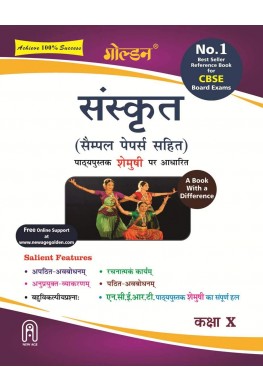 Achieve 100% Success
गोल्डन
No.1
Best Seller
Reference Book
for
CBSE
Board Exams
संस्कृत
(सैम्पल पेपर्स सहित)
पाठ्यपुस्तक शेमुषी पर आधारित
A Book
With a
Difference
Free Online Support
at
www.newagegolden.com
Salient Features
• अपठित-अवबोधनम्
• अनुप्रयुक्त-व्याकरणम्
• बहुविकल्पीयप्रश्नाः
• रचनात्मकं कार्यम्
• पठित-अवबोधनम्
• एन.सी.ई.आर.टी. पाठ्यपुस्तक शेमुषी का संपूर्ण हल
कक्षा X
NEW AGE